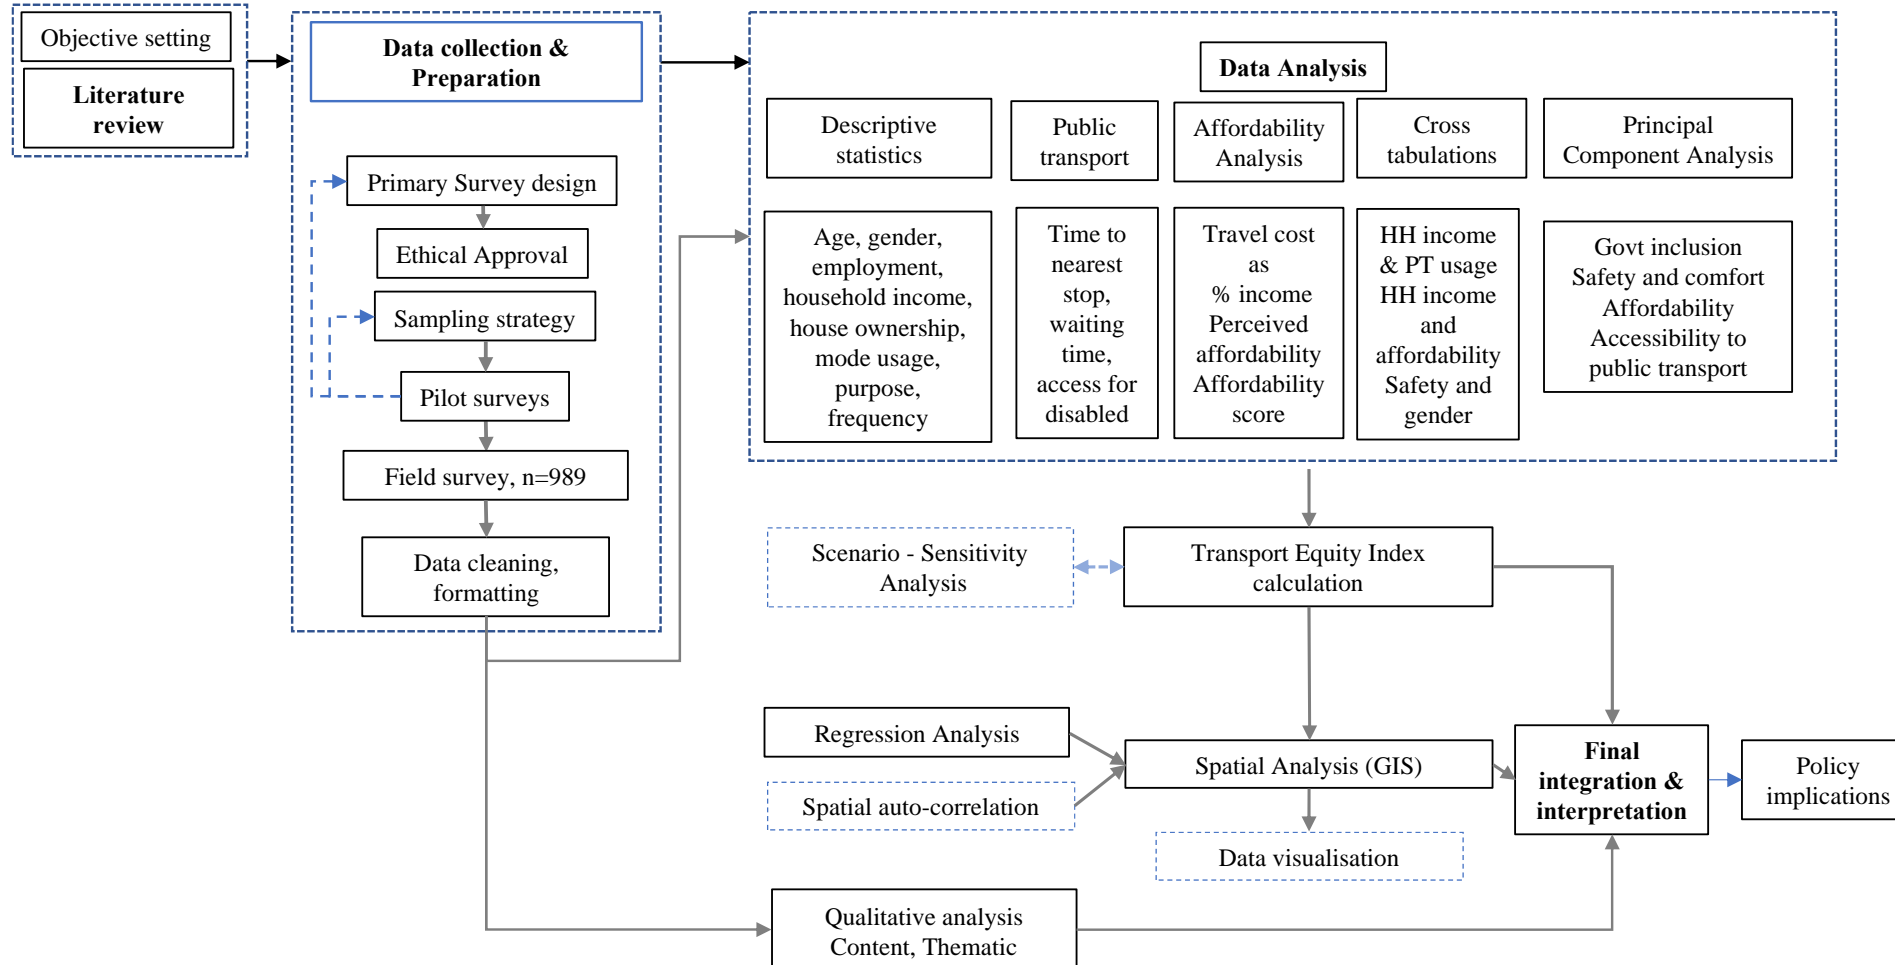 Objective setting
Literature
review
Data collection &
Preparation
Primary Survey design
Ethical Approval
Sampling strategy
Pilot surveys
Field survey, n=989
Data cleaning,
formatting
Data Analysis
Descriptive
statistics
Public
transport
Affordability
Analysis
Cross
tabulations
Principal
Component Analysis
Age, gender,
employment,
household income,
house ownership,
mode usage,
purpose,
frequency
Time to
nearest
stop,
waiting
time,
access for
disabled
Travel cost
as
% income
Perceived
affordability
Affordability
score
HH income
& PT usage
HH income
and
affordability
Safety and
gender
Govt inclusion
Safety and comfort
Affordability
Accessibility to
public transport
Scenario - Sensitivity
Analysis
Transport Equity Index
calculation
Regression Analysis
Spatial auto-correlation
Spatial Analysis (GIS)
Data visualisation
Final
integration &
interpretation
Policy
implications
Qualitative analysis
Content, Thematic